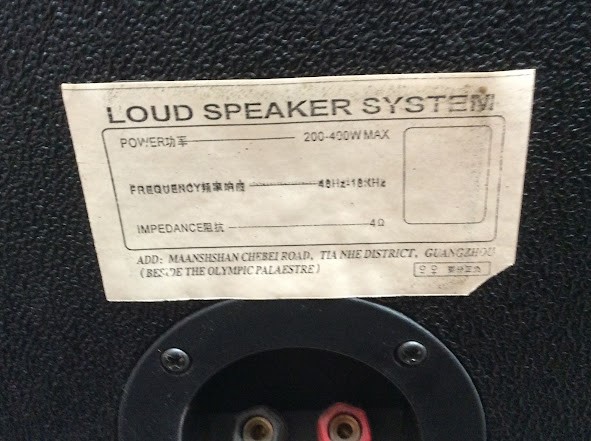 LOUD SPEAKER SYSTEM
POWER功率 200-400W MAX
FREQUENCY频率响应 48Hz-18KHz
IMPEDANCE阻抗 4Ω
ADD: MAANSHSHAN CHEBEI ROAD, TIA NHE DISTRICT, GUANGZHOU
(BESIDE THE OLYMPIC PALAESTRE)